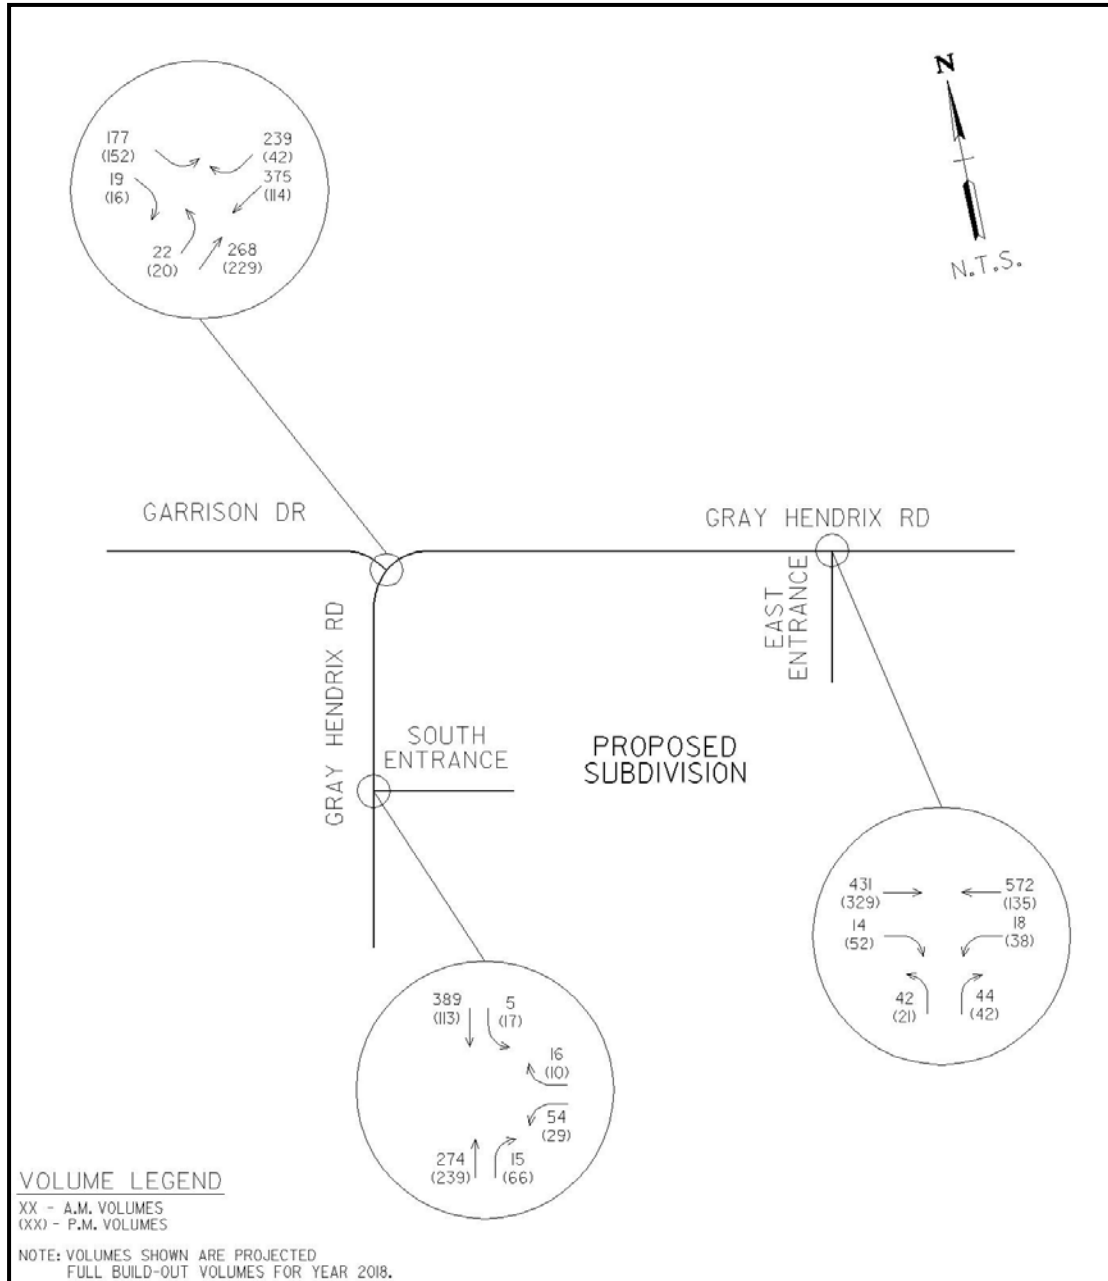 N
N.T.S.
177
(152)
239
(42)
19
(16)
375
(114)
22
(20)
268
(229)
GARRISON DR
GRAY HENDRIX RD
EAST
ENTRANCE
GRAY HENDRIX RD
SOUTH
ENTRANCE
PROPOSED
SUBDIVISION
431
(329)
572
(135)
14
(52)
18
(38)
42
(21)
44
(42)
389
(113)
5
(17)
16
(10)
54
(29)
274
(239)
15
(66)
VOLUME LEGEND
XX - A.M. VOLUMES
(XX) - P.M. VOLUMES
NOTE: VOLUMES SHOWN ARE PROJECTED
FULL BUILD-OUT VOLUMES FOR YEAR 2018.